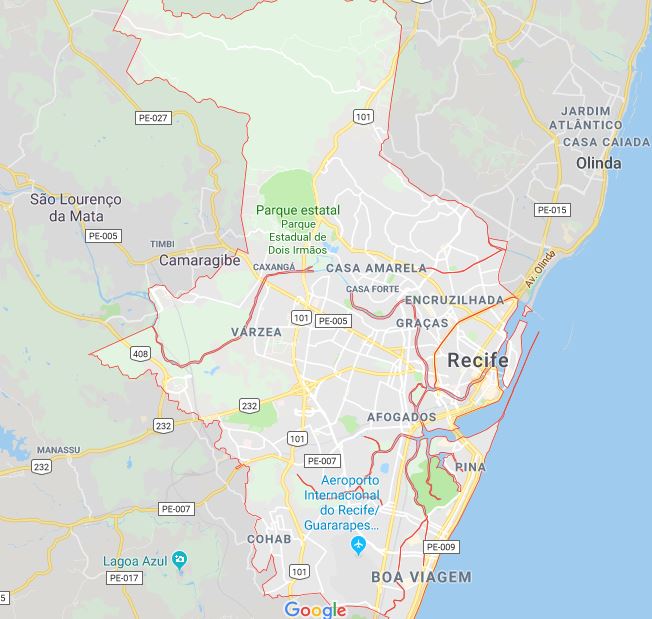 101
JARDIM
ATLÂNTICO
PE-027
101
CASA CAIADA
Olinda
São Lourenço
da Mata
Parque estatal
PE-015
Parque
Estadual de
Dois Irmãos
PE-005
TIMBI
Camaragibe
CAXANGÁ
CASA AMARELA
Av. Olinda
CASA FORTE
ENCRUZILHADA
101
PE-005
GRAÇAS
VÁRZEA
408
Recife
232
AFOGADOS
232
101
MANASSU
232
PE-007
PINA
Aeroporto
Internacional
do Recife/
Guararapes...
PE-007
COHAB
PE-009
Lagoa Azul
101
BOA VIAGEM
PE-017
5
Google